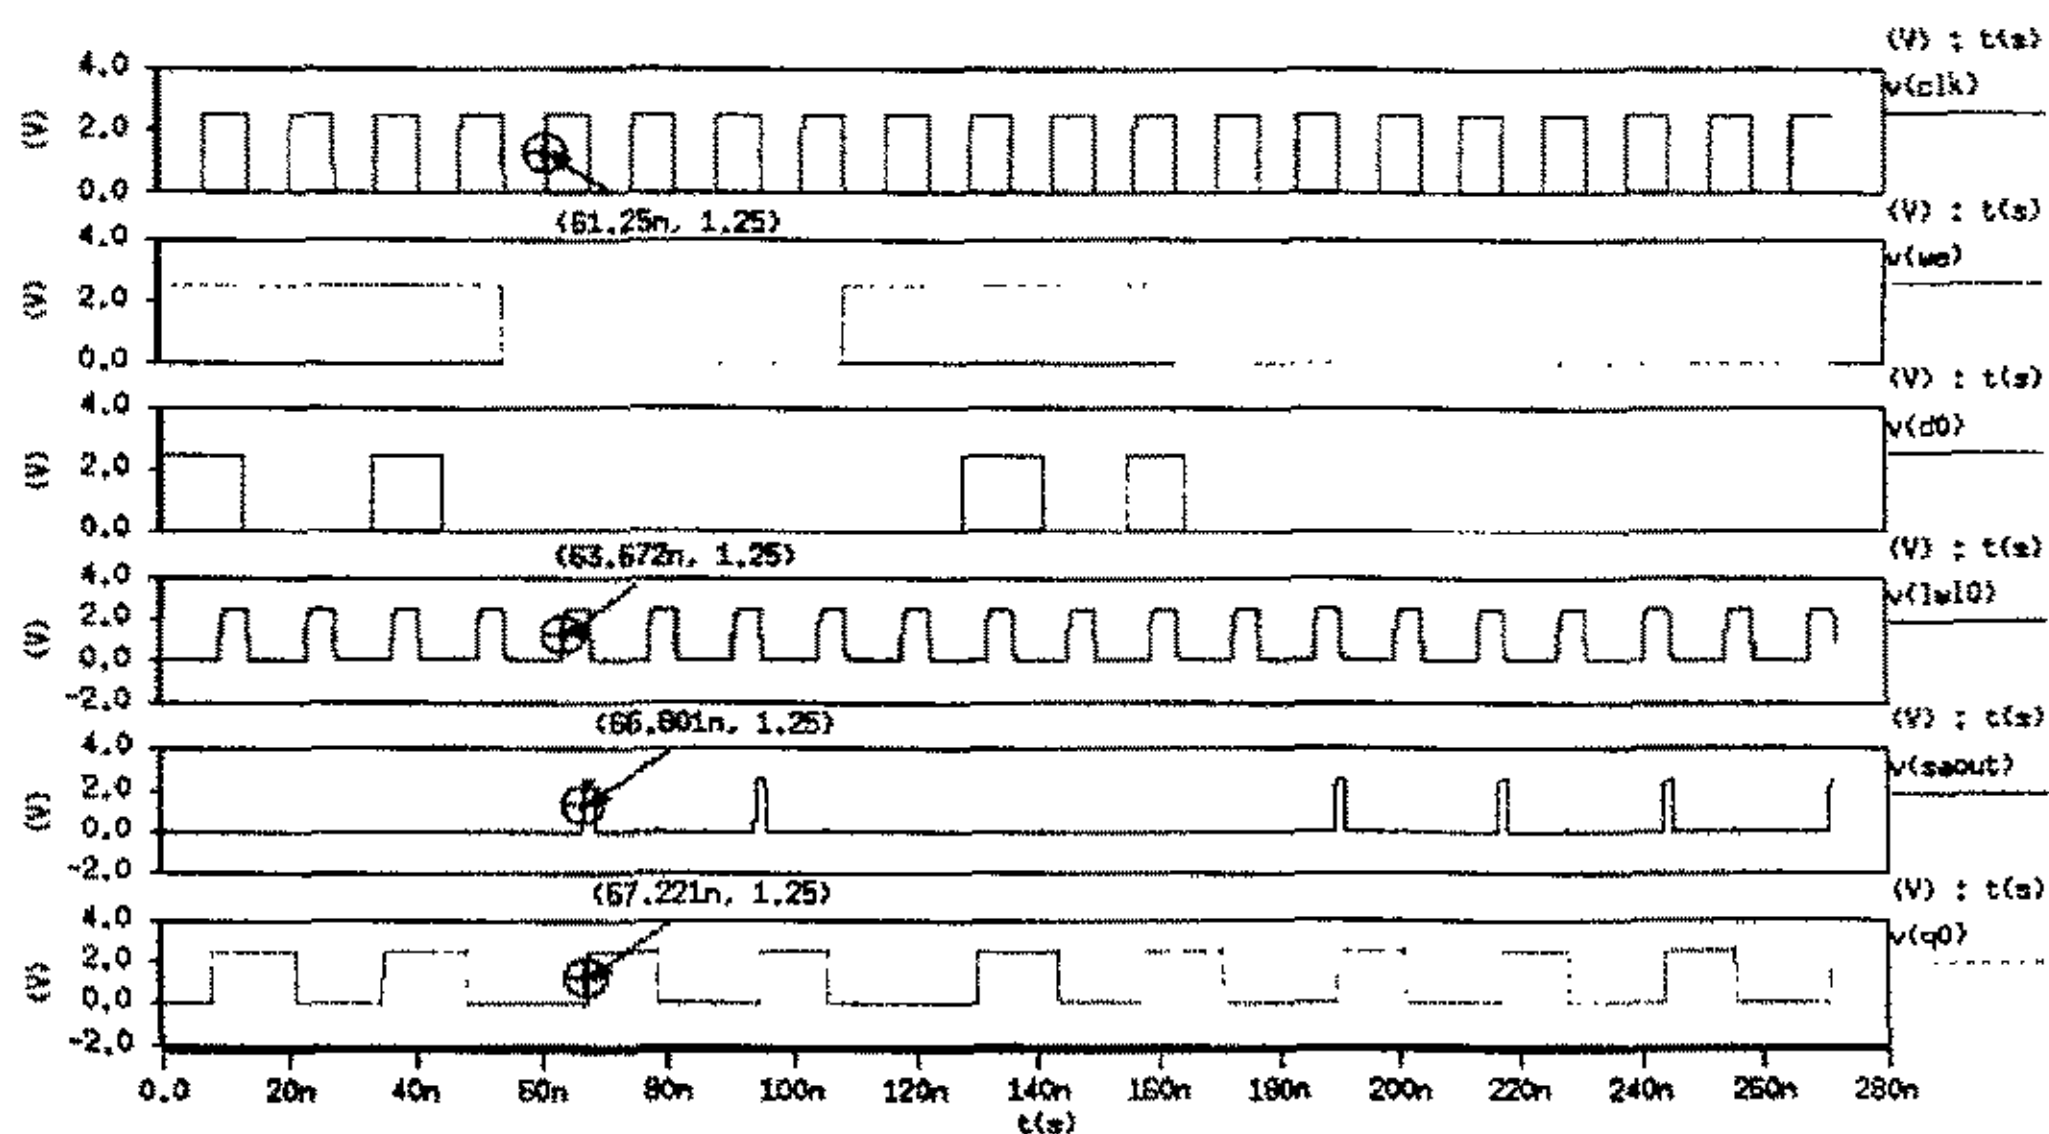 (V) : t(s)
4.0
v(clk)
(V)
2.0
0.0
(61.25n, 1.25)
(V) : t(s)
4.0
v(we)
(V)
2.0
0.0
(V) : t(s)
4.0
v(d0)
(V)
2.0
0.0
(63.672n, 1.25)
(V) : t(s)
4.0
v(lwl0)
(V)
2.0
0.0
-2.0
(66.801n, 1.25)
(V) : t(s)
4.0
v(saout)
(V)
2.0
0.0
-2.0
(67.221n, 1.25)
(V) : t(s)
4.0
v(q0)
(V)
2.0
0.0
-2.0
0.0 20n 40n 60n 80n 100n 120n 140n 160n 180n 200n 220n 240n 260n 280n
t(s)